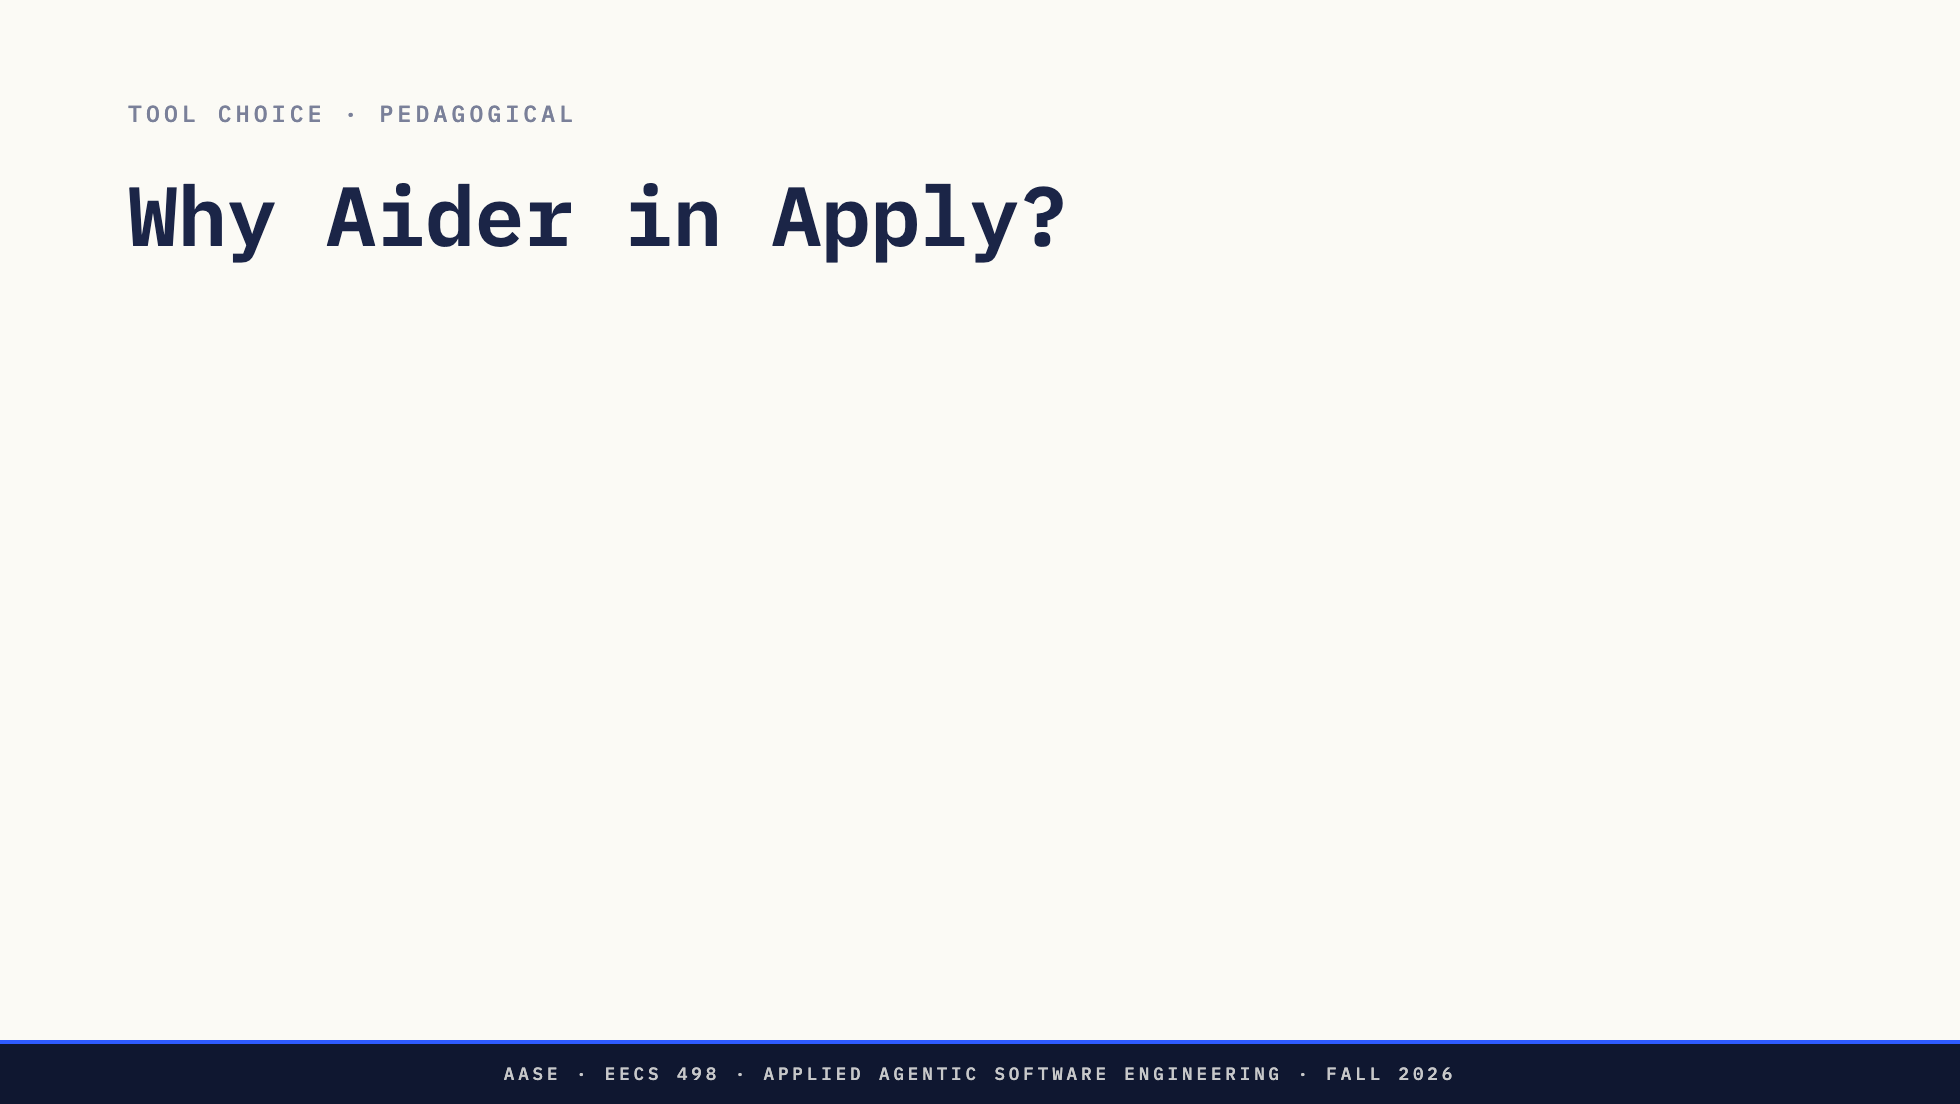 TOOL CHOICE · PEDAGOGICAL
Why Aider in Apply?
AASE · EECS 498 · APPLIED AGENTIC SOFTWARE ENGINEERING · FALL 2026